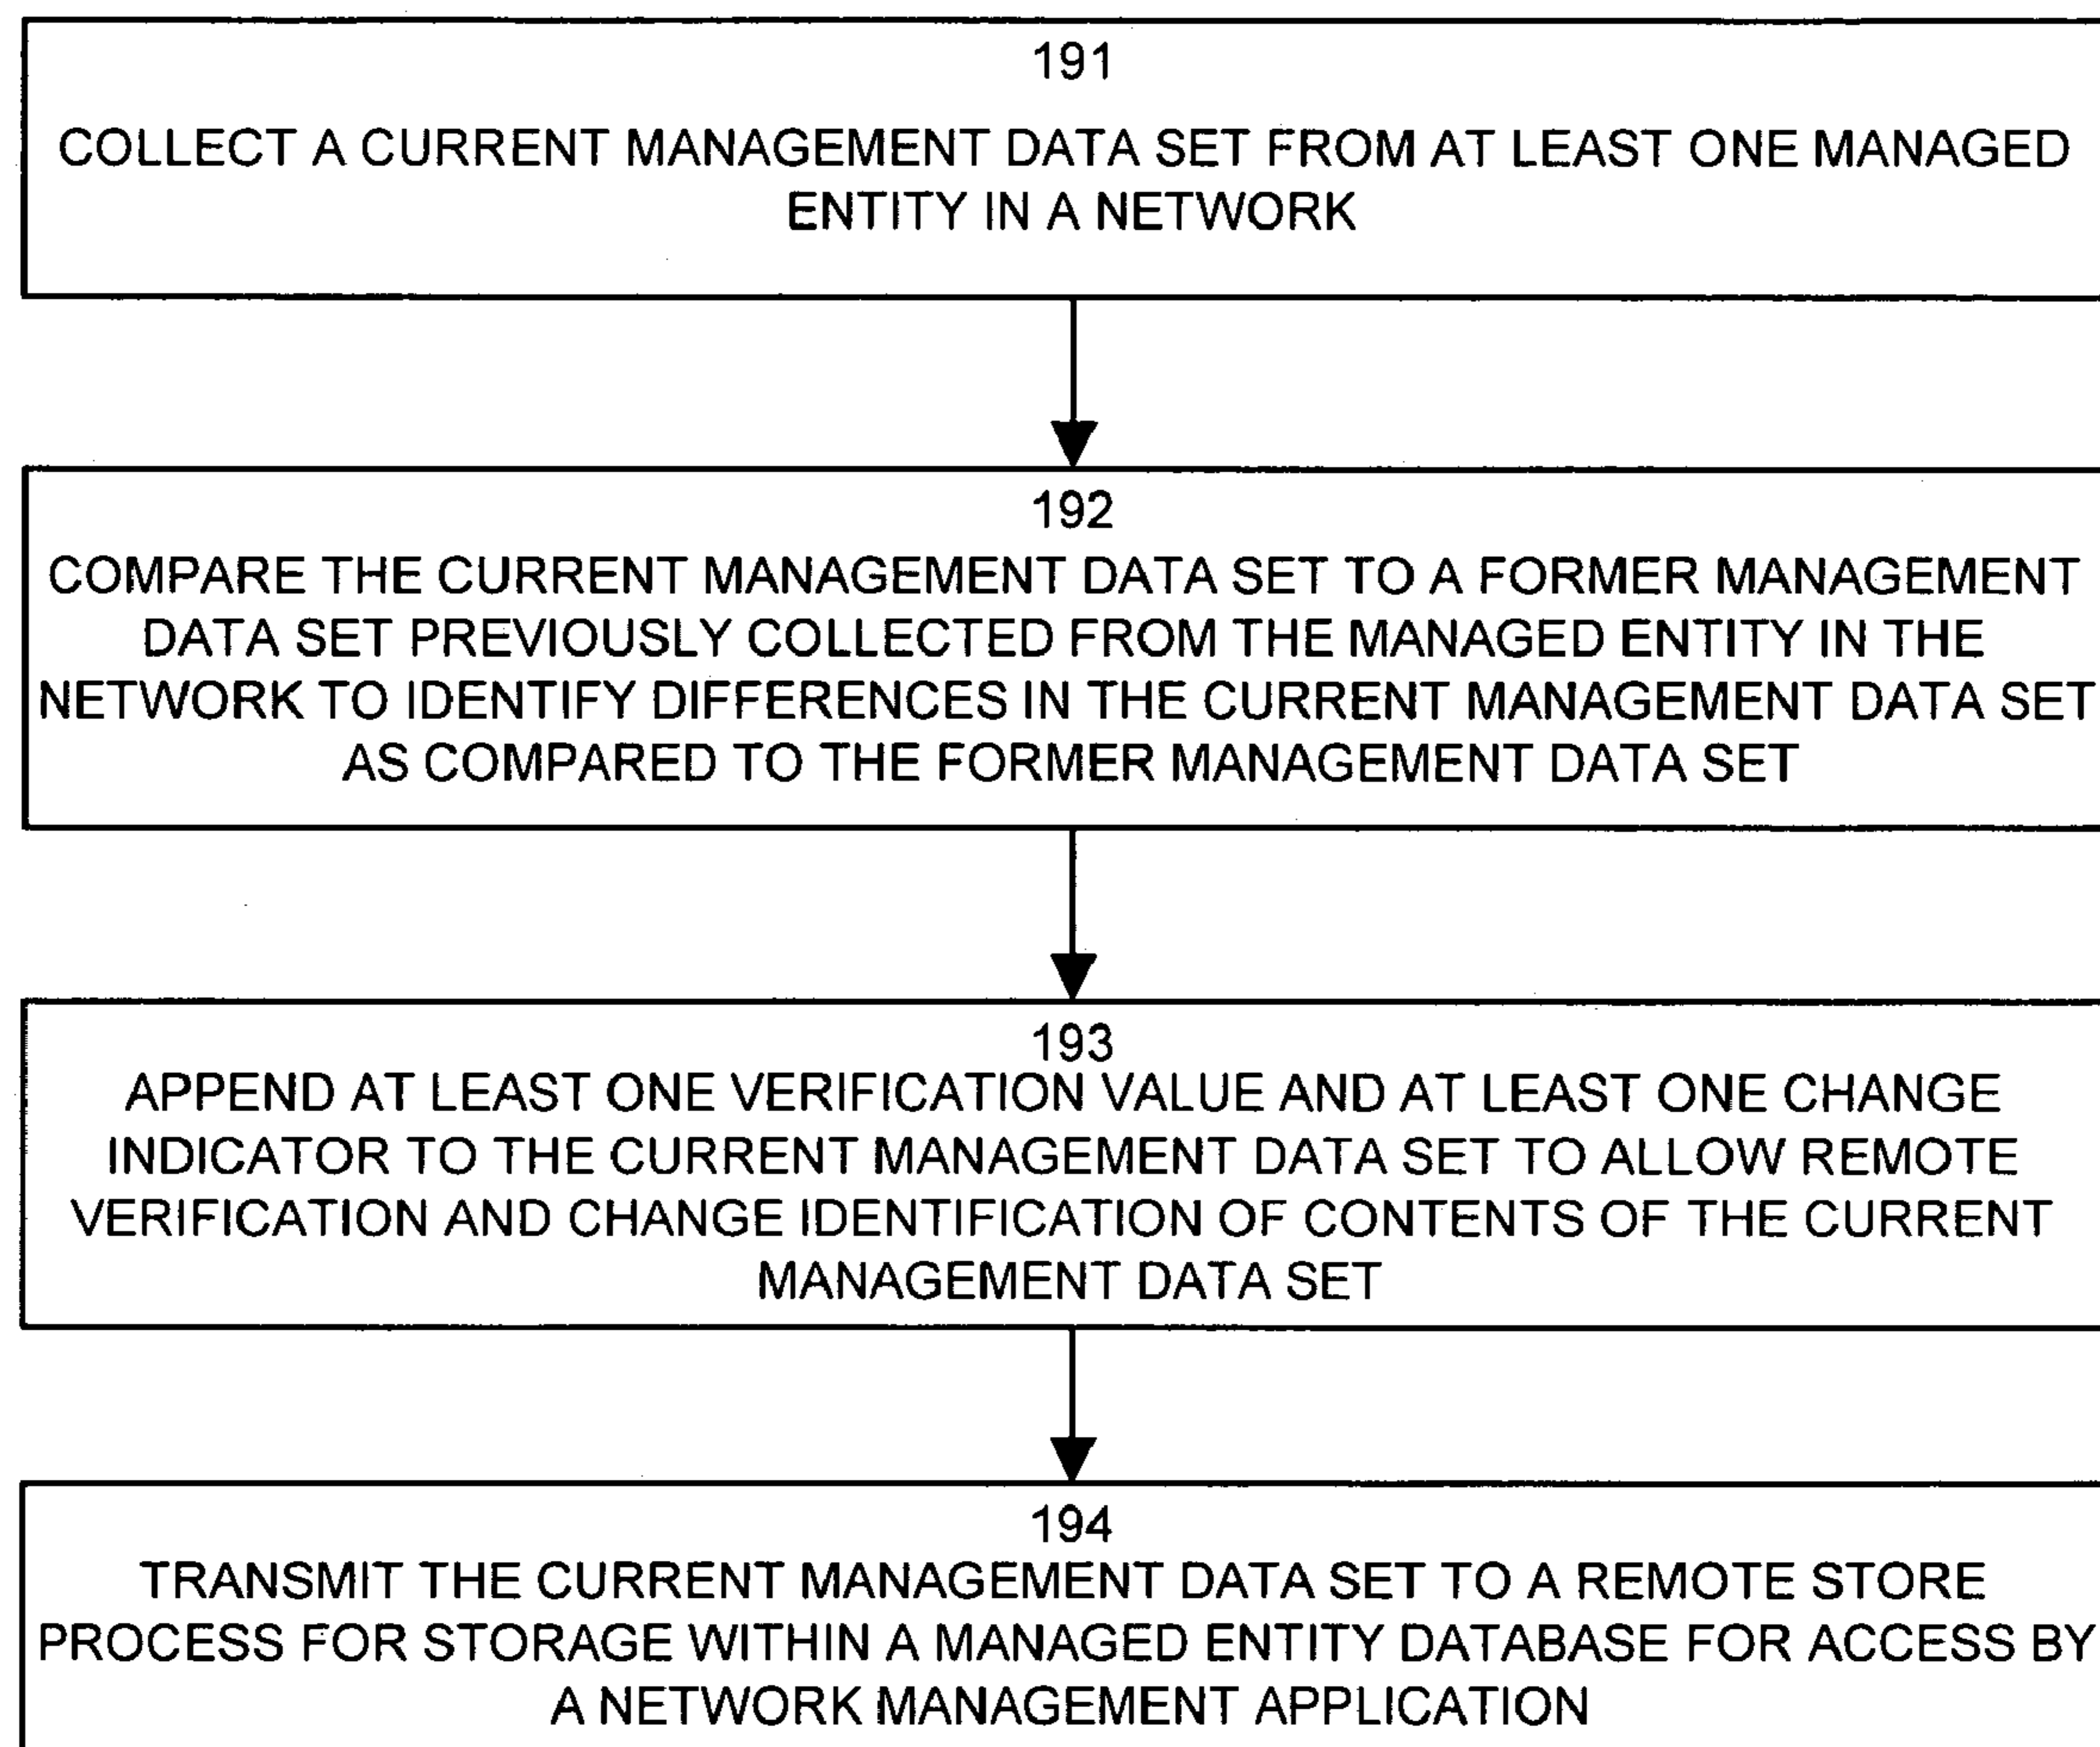 191
COLLECT A CURRENT MANAGEMENT DATA SET FROM AT LEAST ONE MANAGED
ENTITY IN A NETWORK
192
COMPARE THE CURRENT MANAGEMENT DATA SET TO A FORMER MANAGEMENT
DATA SET PREVIOUSLY COLLECTED FROM THE MANAGED ENTITY IN THE
NETWORK TO IDENTIFY DIFFERENCES IN THE CURRENT MANAGEMENT DATA SET
AS COMPARED TO THE FORMER MANAGEMENT DATA SET
193
APPEND AT LEAST ONE VERIFICATION VALUE AND AT LEAST ONE CHANGE
INDICATOR TO THE CURRENT MANAGEMENT DATA SET TO ALLOW REMOTE
VERIFICATION AND CHANGE IDENTIFICATION OF CONTENTS OF THE CURRENT
MANAGEMENT DATA SET
194
TRANSMIT THE CURRENT MANAGEMENT DATA SET TO A REMOTE STORE
PROCESS FOR STORAGE WITHIN A MANAGED ENTITY DATABASE FOR ACCESS BY
A NETWORK MANAGEMENT APPLICATION